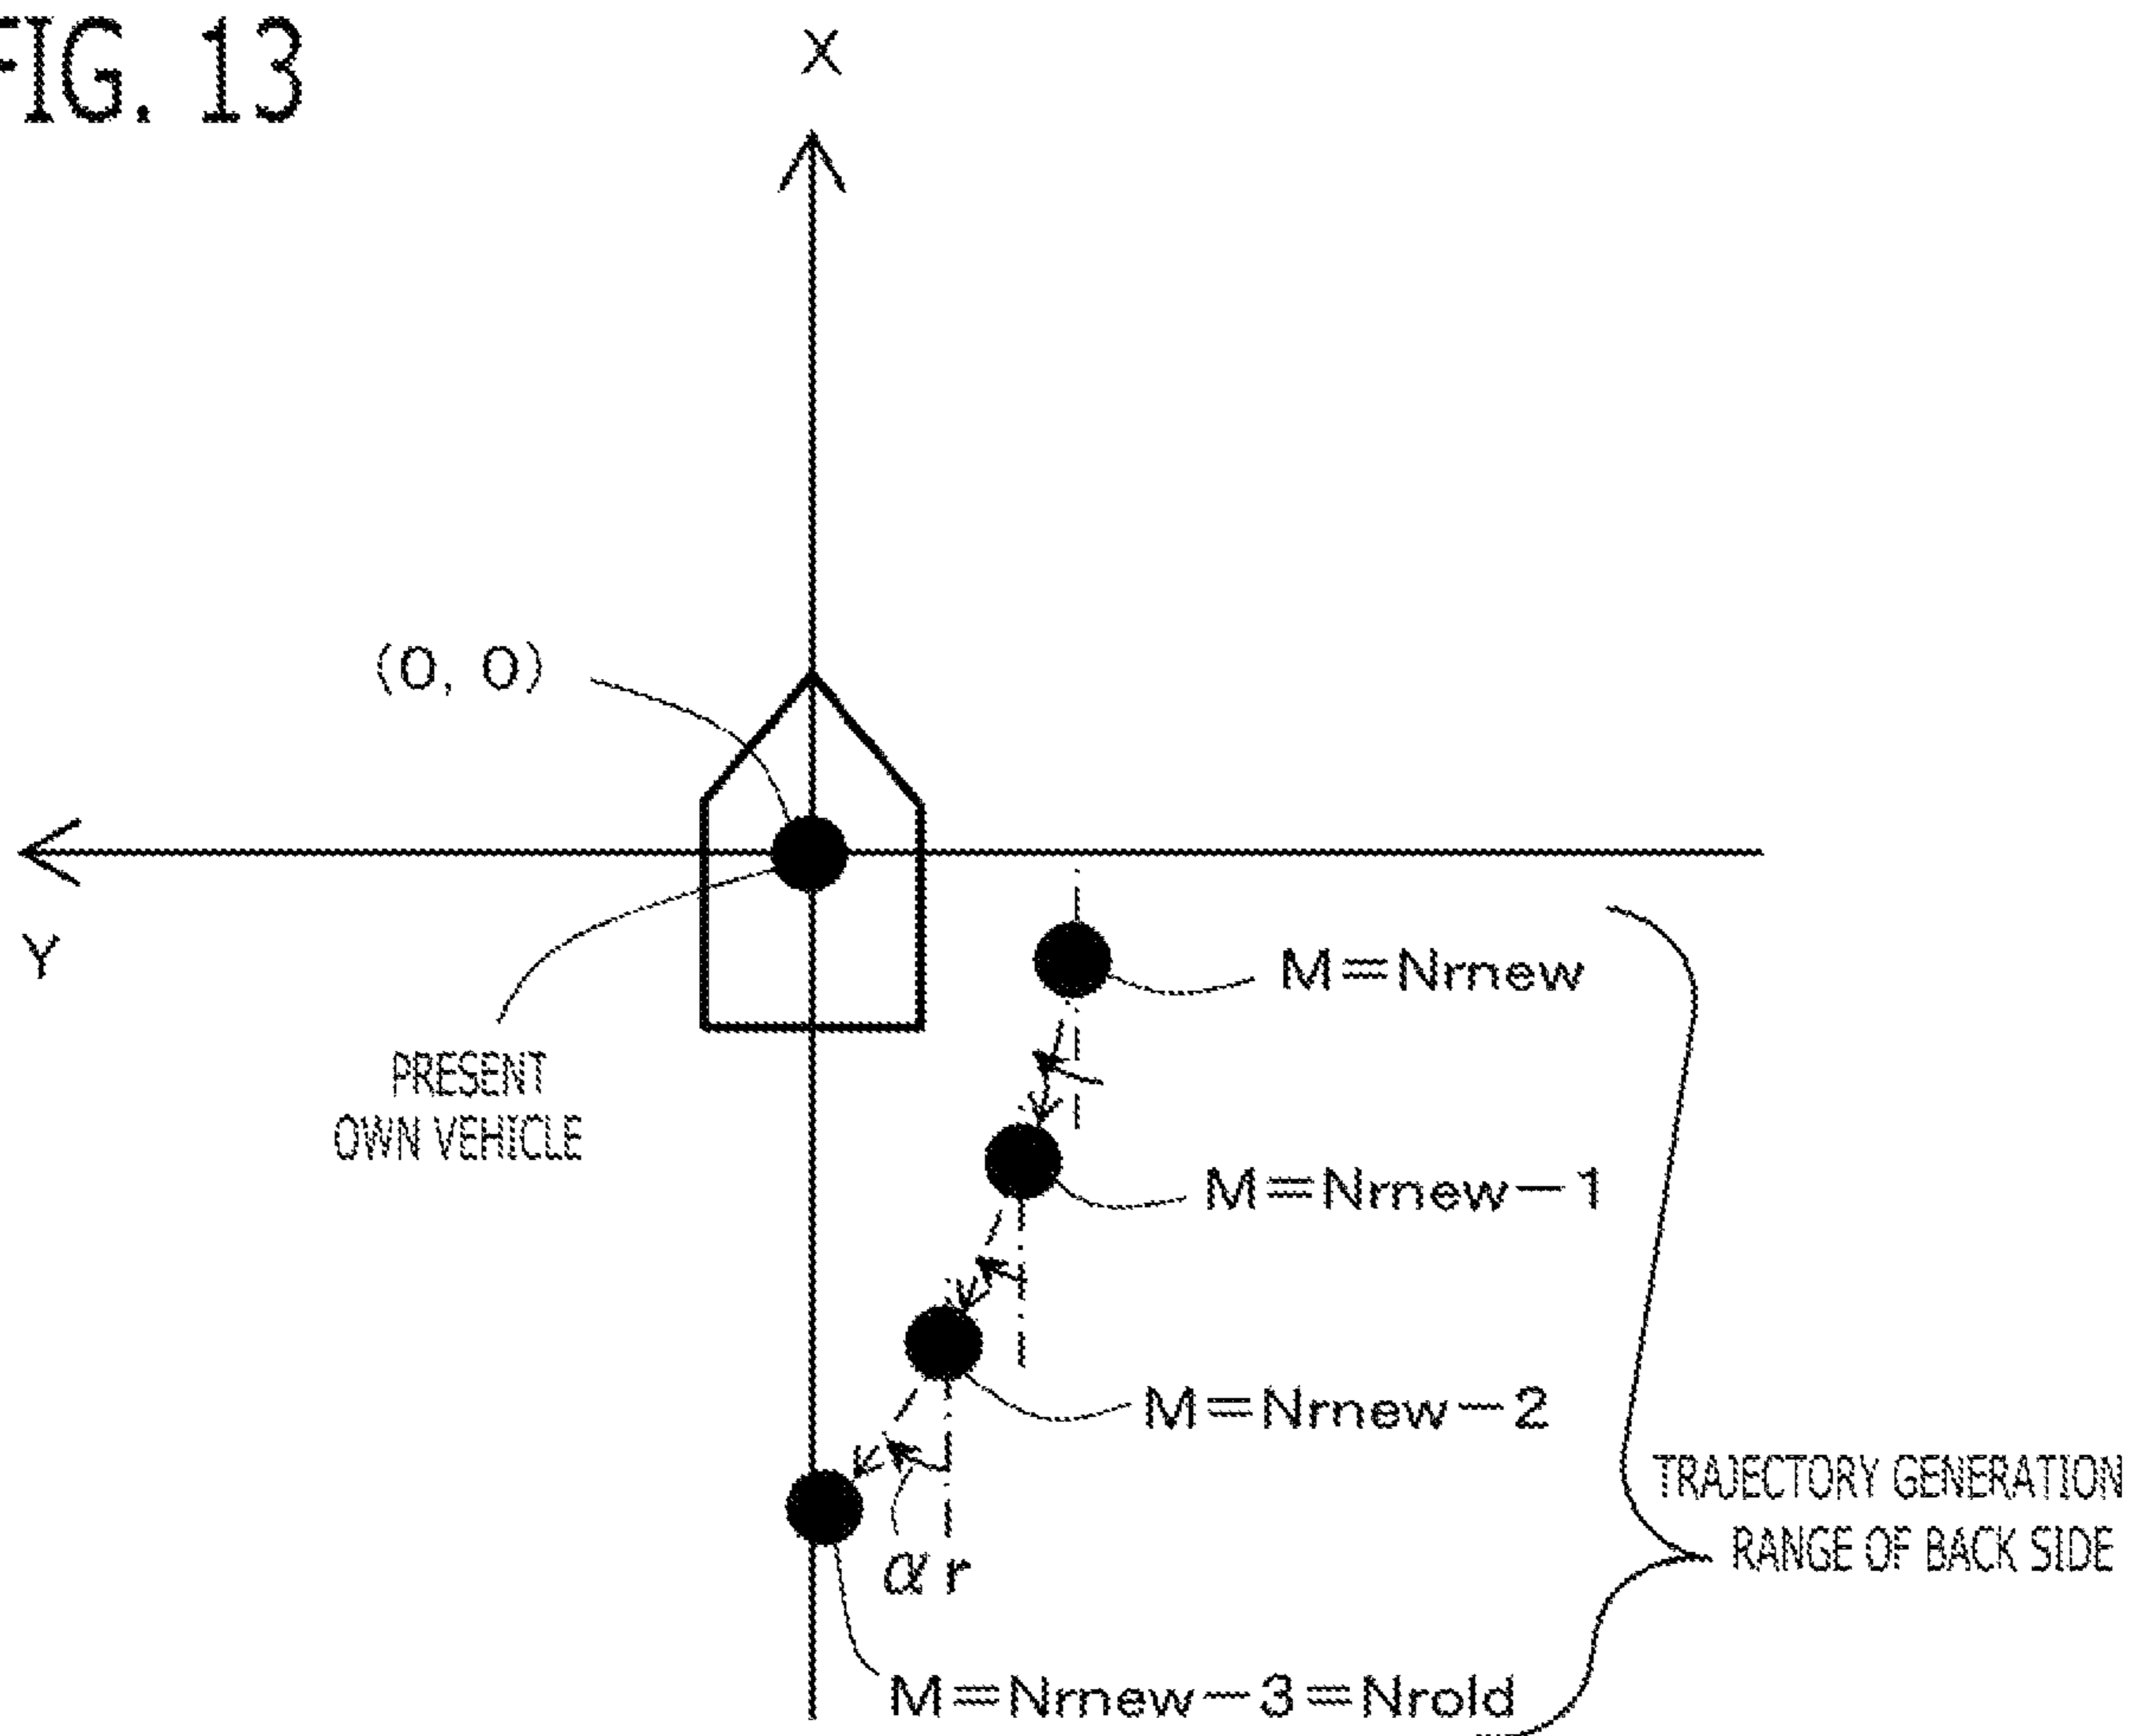 FIG. 13
X
(0, 0)
Y
PRESENT
OWN VEHICLE
M=Nrnew
M=Nrnew-1
M=Nrnew-2
TRAJECTORY GENERATION
RANGE OF BACK SIDE
αr
M=Nrnew-3=Nrold